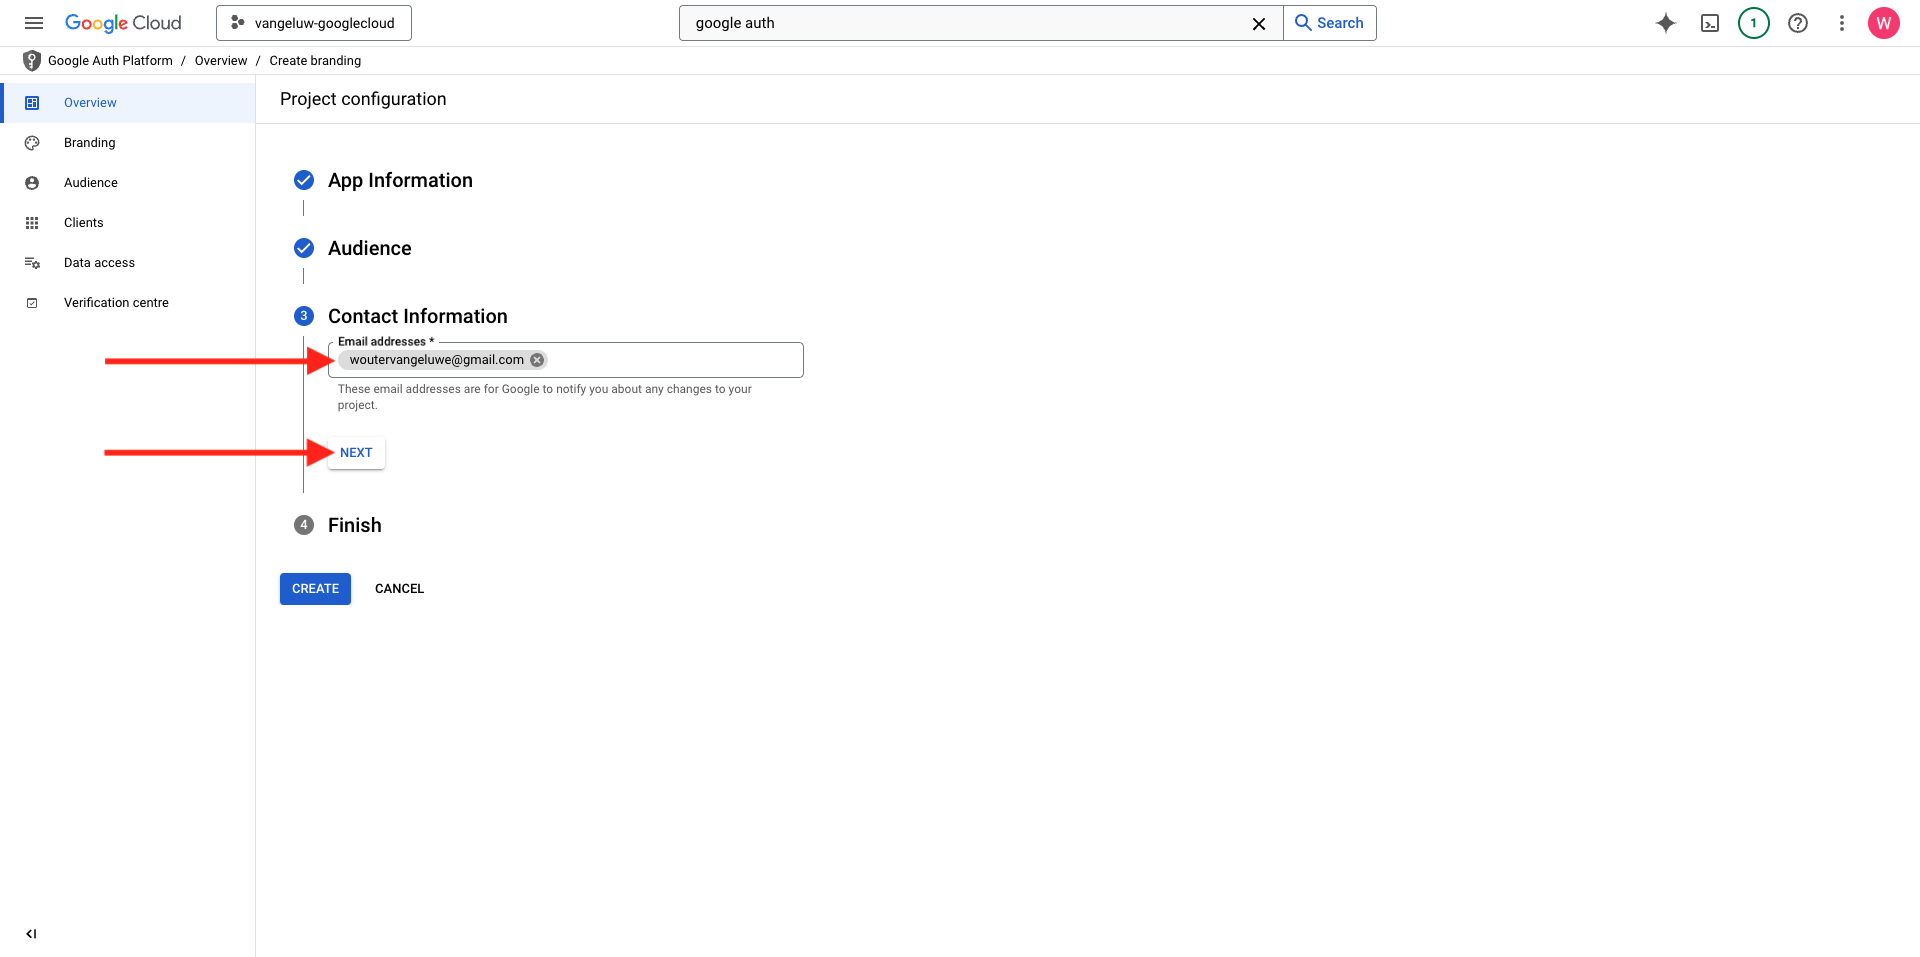 Google Cloud
vangeluw-googlecloud
google auth
Search
1
W
Google Auth Platform / Overview / Create branding
Overview
Branding
Audience
Clients
Data access
Verification centre
Project configuration
App Information
Audience
3 Contact Information
Email addresses *
woutervangeluwe@gmail.com
These email addresses are for Google to notify you about any changes to your
project.
NEXT
4 Finish
CREATE CANCEL